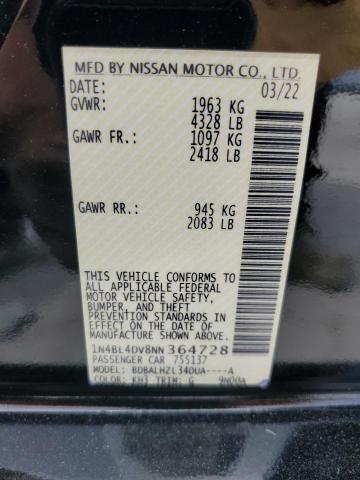 MFD BY NISSAN MOTOR CO., LTD.
DATE: 03/22
GVWR: 1963 KG
4328 LB
GAWR FR.: 1097 KG
2418 LB
GAWR RR.: 945 KG
2083 LB
THIS VEHICLE CONFORMS TO
ALL APPLICABLE FEDERAL
MOTOR VEHICLE SAFETY,
BUMPER, AND THEFT
PREVENTION STANDARDS IN
EFFECT ON THE DATE OF
MANUFACTURE SHOWN ABOVE.
1N4BL4DV8NN364728
PASSENGER CAR 755137
MODEL: BDBALHZL34DUA----A
COLOR: KH3 TRIM: G 9N00A